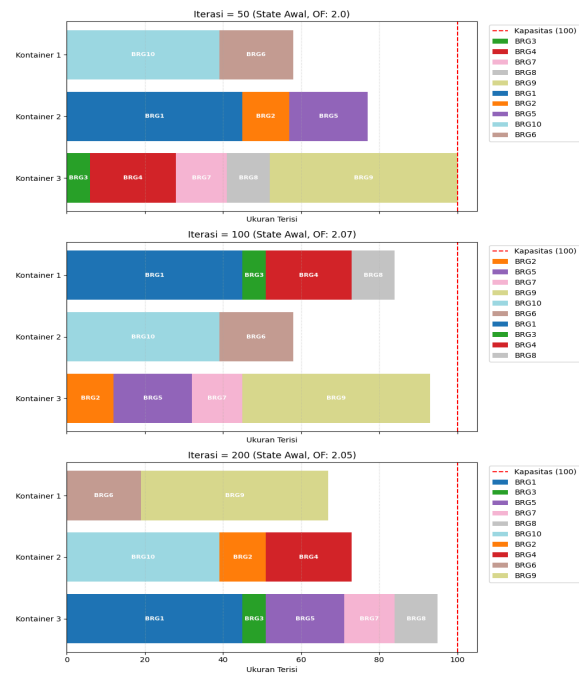 Iterasi = 50 (State Awal, OF: 2.0)
Kontainer 1
BRG10
BRG6
Kontainer 2
BRG1
BRG2
BRG5
Kontainer 3
BRG3
BRG4
BRG7
BRG8
BRG9
Ukuran Terisi
Kapasitas (100)
BRG3
BRG4
BRG7
BRG8
BRG9
BRG1
BRG2
BRG5
BRG10
BRG6
Iterasi = 100 (State Awal, OF: 2.07)
Kontainer 1
BRG1
BRG3
BRG4
BRG8
Kontainer 2
BRG10
BRG6
Kontainer 3
BRG2
BRG5
BRG7
BRG9
Ukuran Terisi
Kapasitas (100)
BRG2
BRG5
BRG7
BRG9
BRG10
BRG6
BRG1
BRG3
BRG4
BRG8
Iterasi = 200 (State Awal, OF: 2.05)
Kontainer 1
BRG6
BRG9
Kontainer 2
BRG10
BRG2
BRG4
Kontainer 3
BRG1
BRG3
BRG5
BRG7
BRG8
0
20
40
60
80
100
Ukuran Terisi
Kapasitas (100)
BRG1
BRG3
BRG5
BRG7
BRG8
BRG10
BRG2
BRG4
BRG6
BRG9